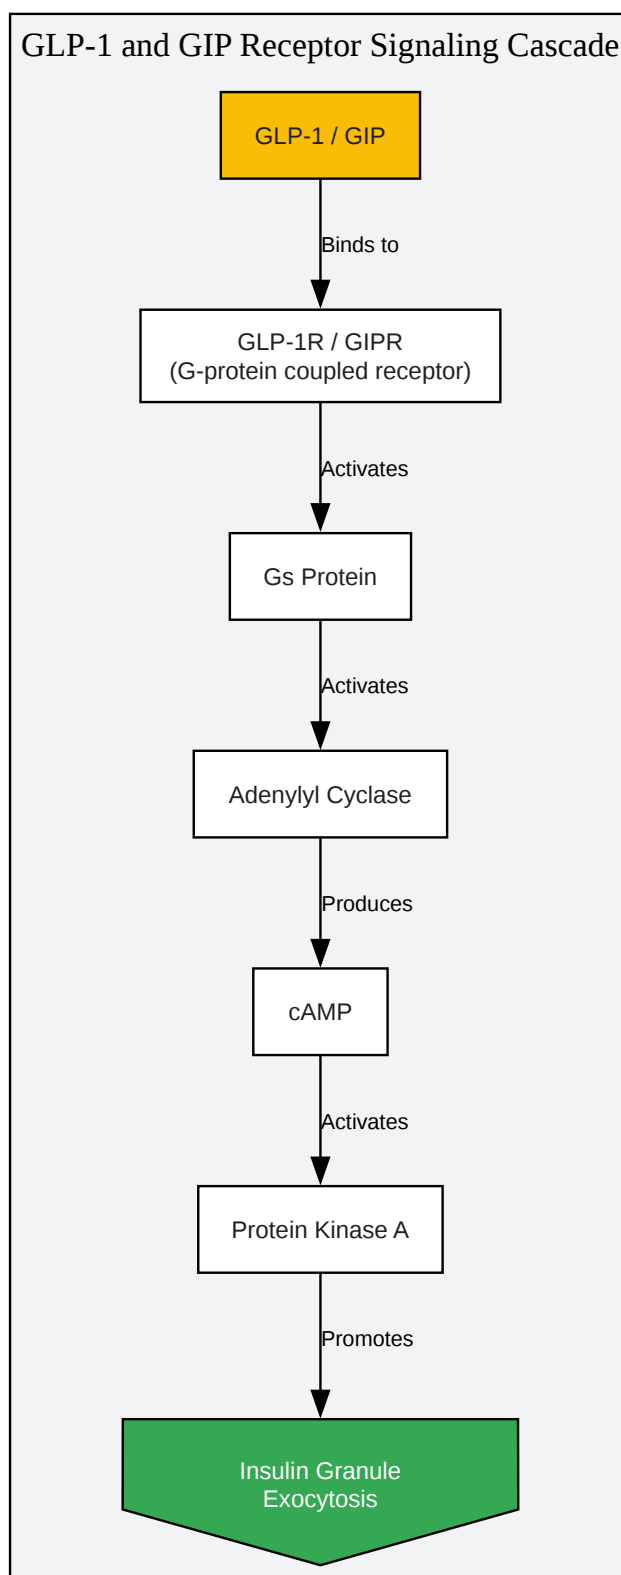 GLP-1 and GIP Receptor Signaling Cascade
GLP-1 / GIP
Binds to
GLP-1R / GIPR
(G-protein coupled receptor)
Activates
Gs Protein
Activates
Adenylyl Cyclase
Produces
cAMP
Activates
Protein Kinase A
Promotes
Insulin Granule
Exocytosis